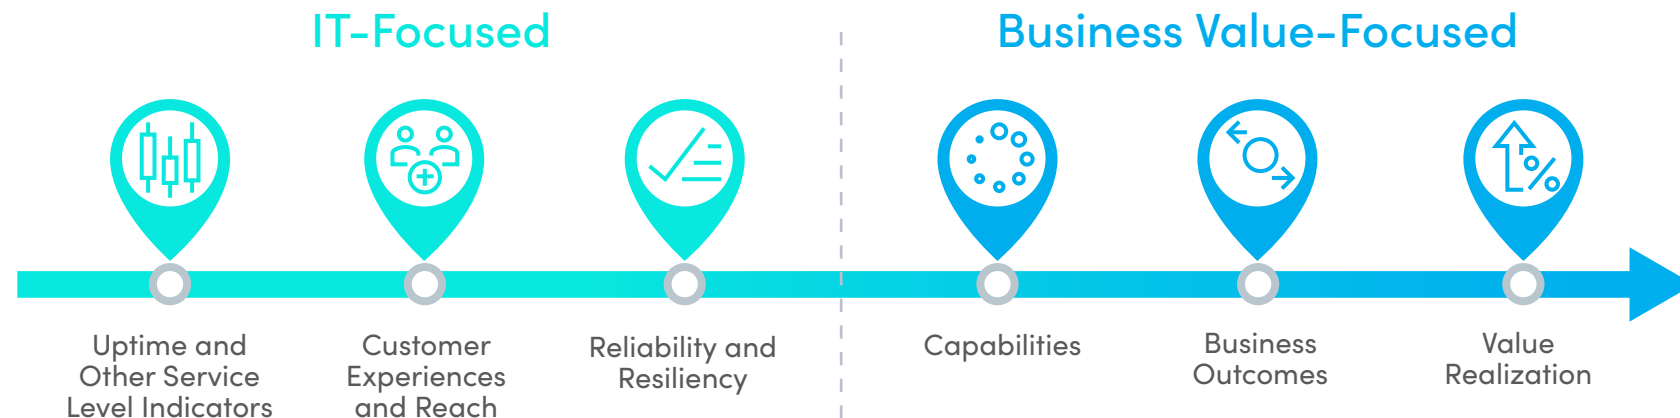 IT-Focused
Business Value-Focused
Uptime and
Other Service
Level Indicators
Customer
Experiences
and Reach
Reliability and
Resiliency
Capabilities
Business
Outcomes
Value
Realization